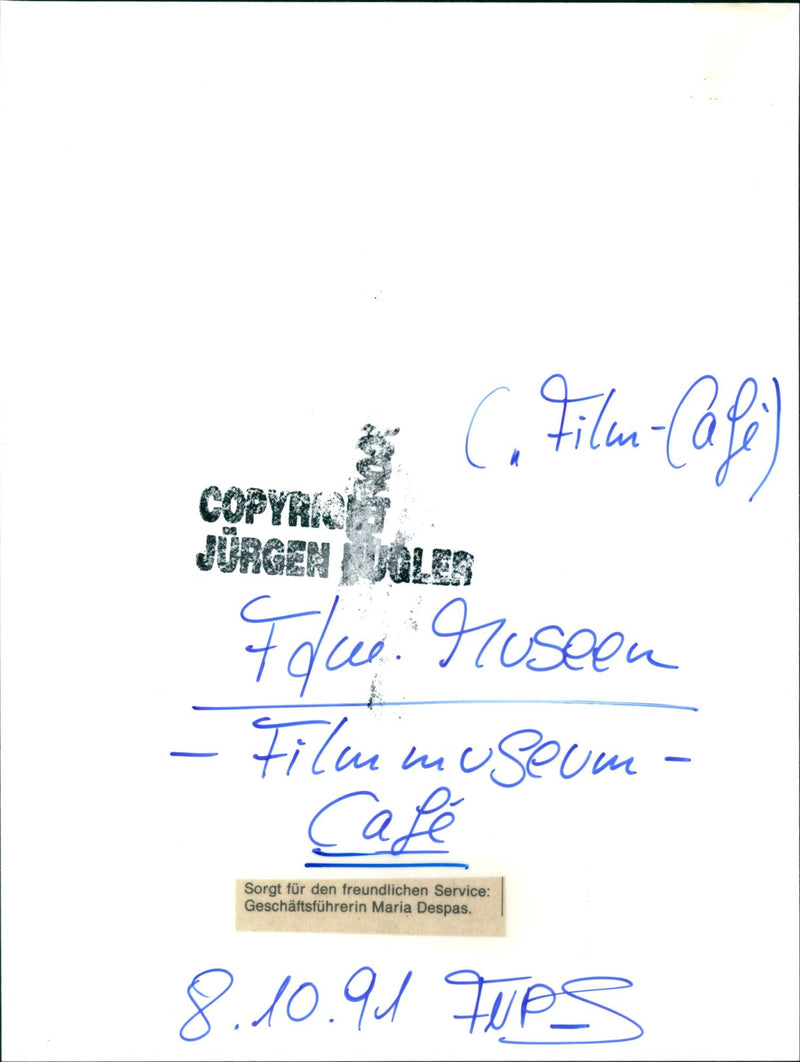 („ Film-Café)
COPYRIGHT
JÜRGEN KUGLER
Museen
- Filmmuseum -
Café
Sorgt für den freundlichen Service:
Geschäftsführerin Maria Despas.
8.10.91 FNP-S